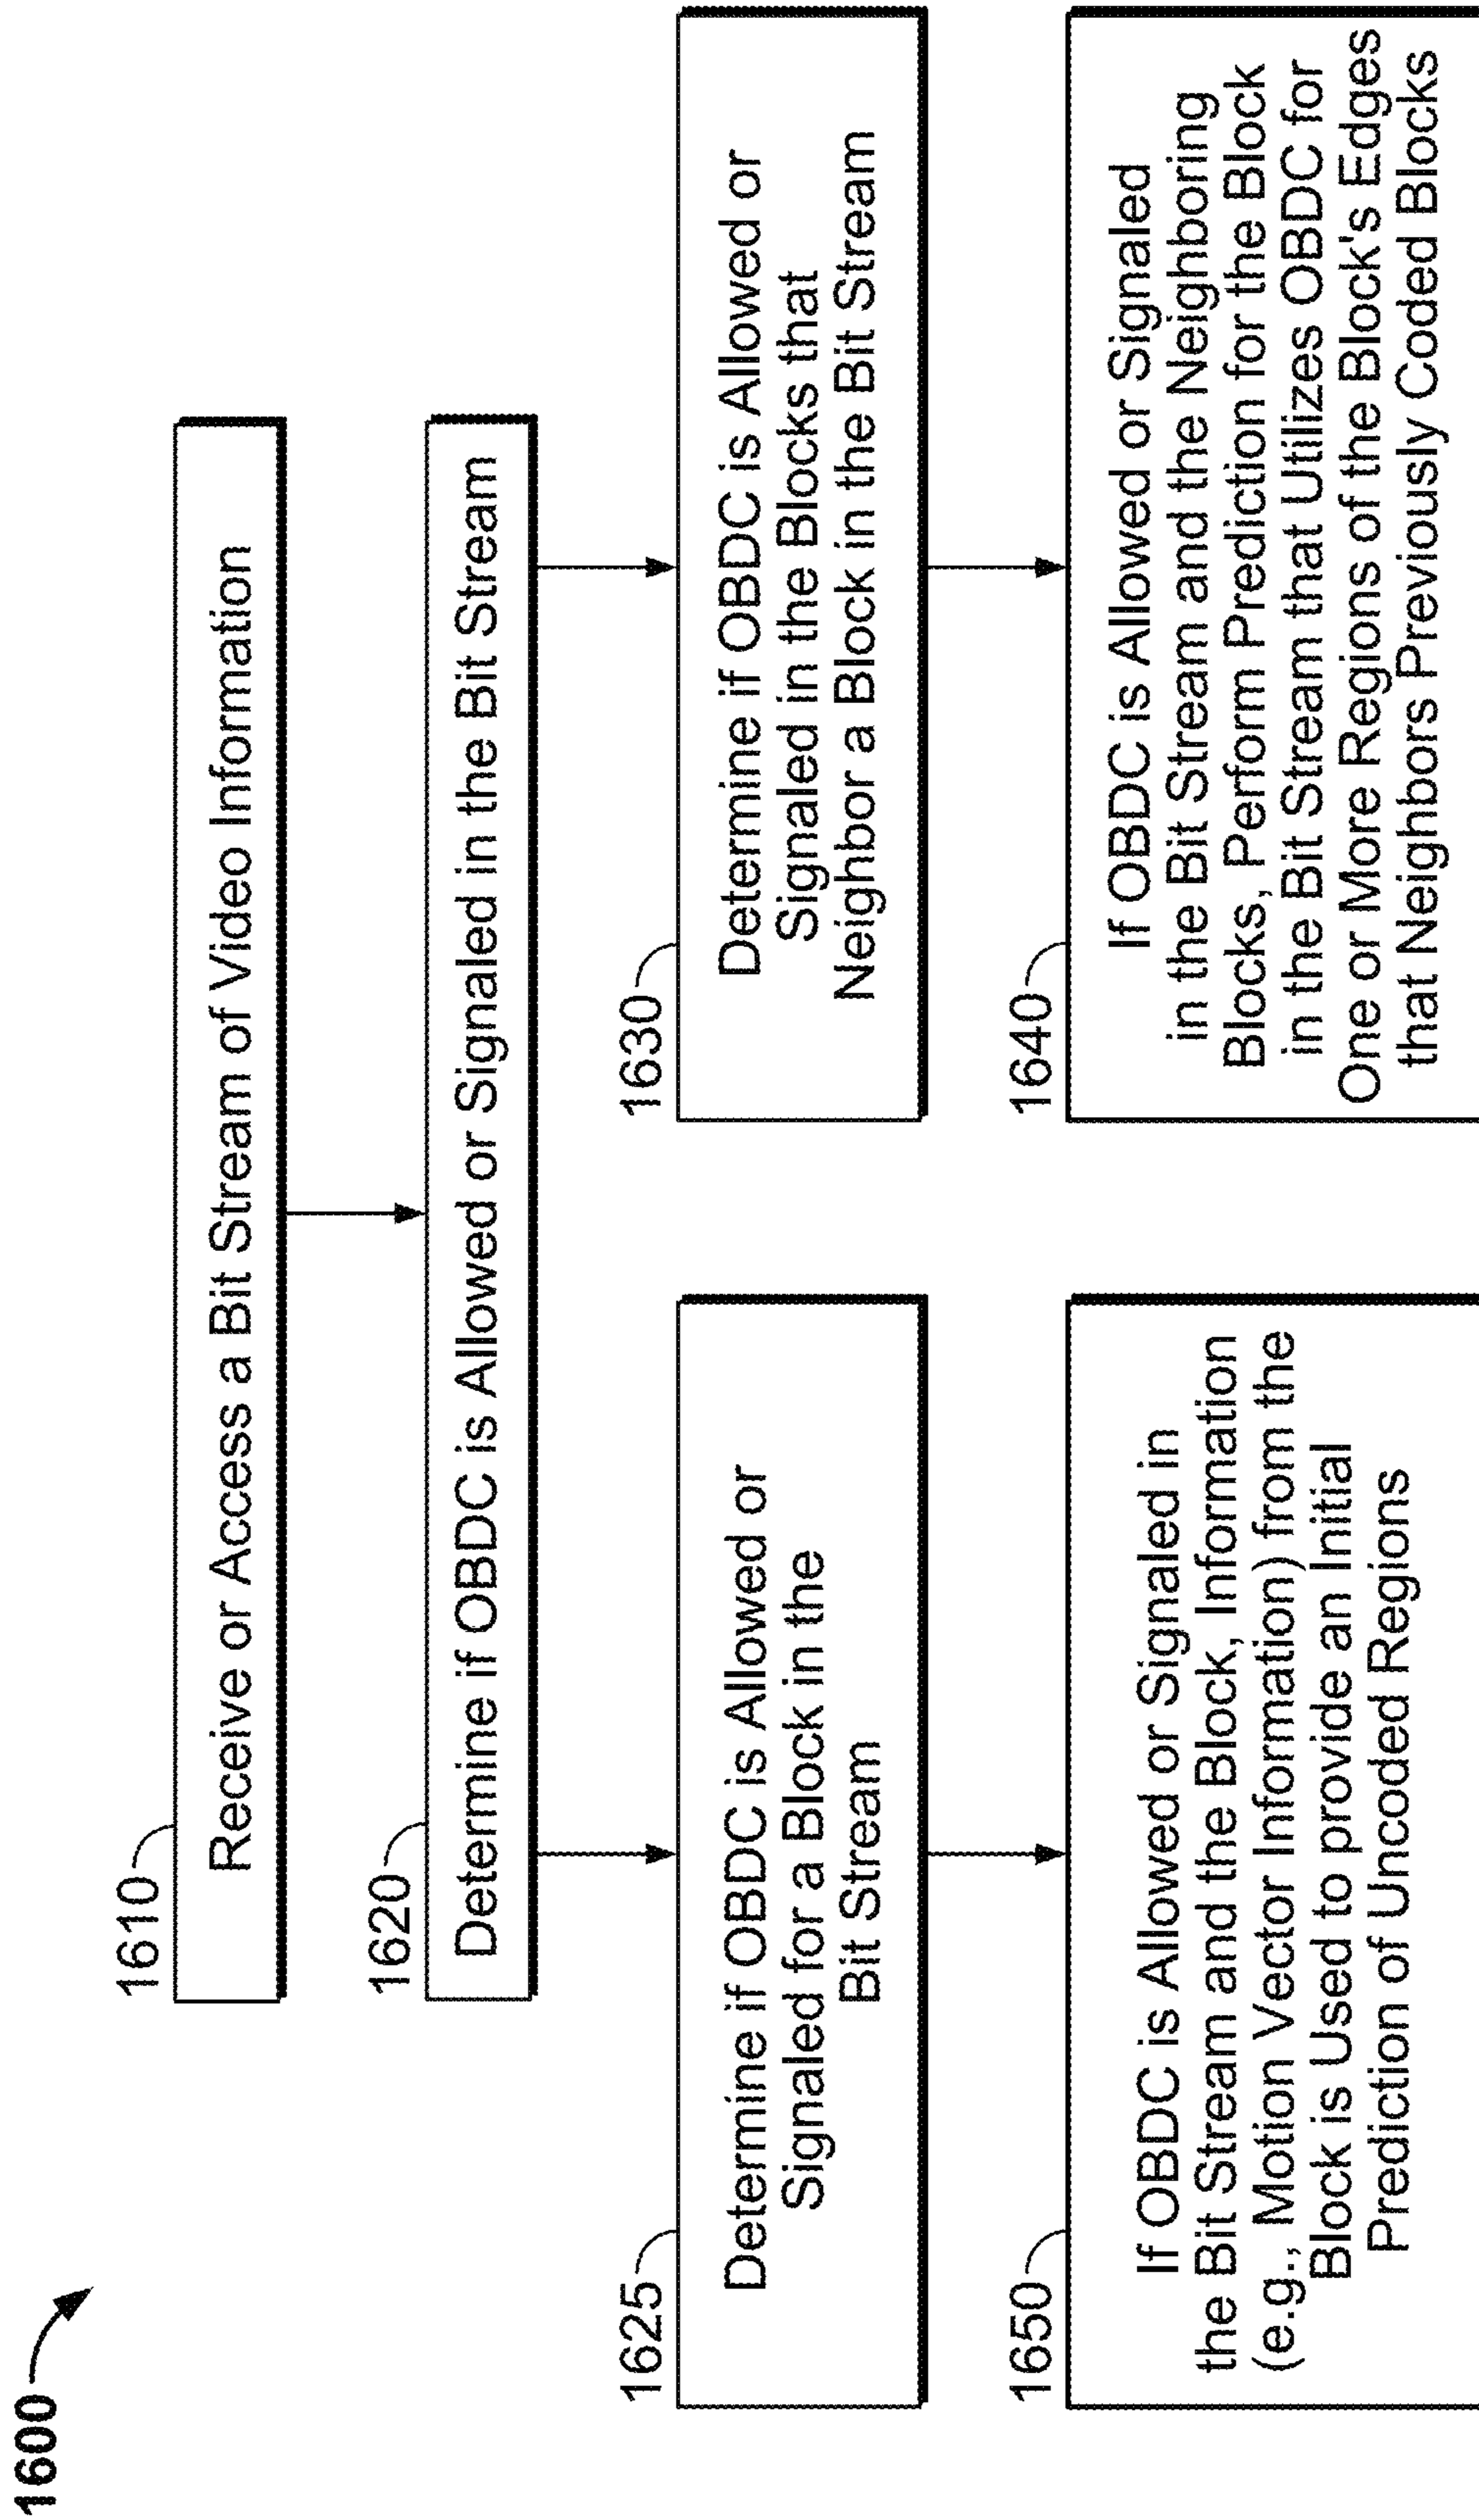 1600
1610
Receive or Access a Bit Stream of Video Information
1620
Determine if OBDC is Allowed or Signaled in the Bit Stream
1625
Determine if OBDC is Allowed or
Signaled for a Block in the
Bit Stream
1630
Determine if OBDC is Allowed or
Signaled in the Blocks that
Neighbor a Block in the Bit Stream
1650
If OBDC is Allowed or Signaled in
the Bit Stream and the Block, Information
(e.g., Motion Vector Information) from the
Block is Used to provide an Initial
Prediction of Uncoded Regions
1640
If OBDC is Allowed or Signaled
in the Bit Stream and the Neighboring
Blocks, Perform Prediction for the Block
in the Bit Stream that Utilizes OBDC for
One or More Regions of the Block's Edges
that Neighbors Previously Coded Blocks